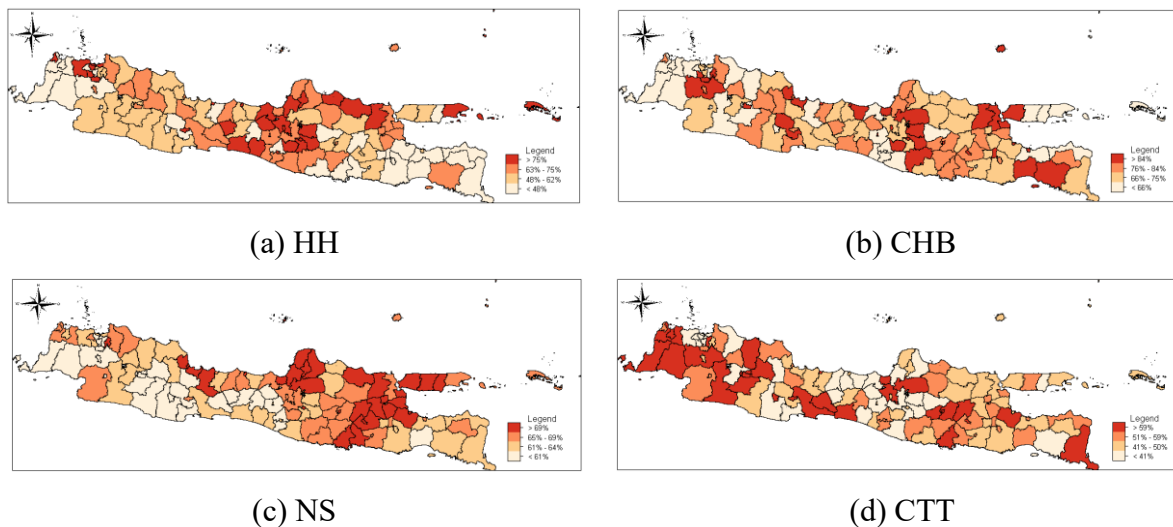 Legend
> 75%
63% - 75%
48% - 62%
< 48%
(a) HH
Legend
> 84%
76% - 84%
66% - 75%
< 66%
(b) CHB
Legend
> 69%
65% - 69%
61% - 64%
< 61%
(c) NS
Legend
> 59%
51% - 59%
41% - 50%
< 41%
(d) CTT